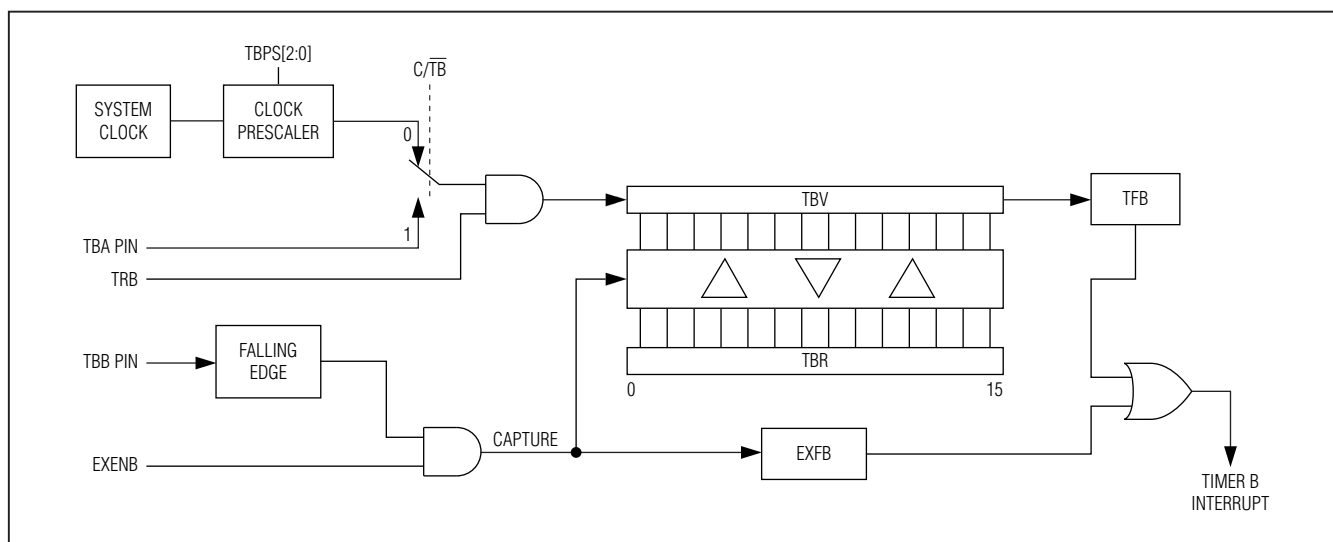 TBPS[2:0]
C/T̅B̅
SYSTEM
CLOCK
CLOCK
PRESCALER
0
1
TBA PIN
TRB
TBV
TFB
TBB PIN
FALLING
EDGE
TBR
0
15
EXENB
CAPTURE
EXFB
TIMER B
INTERRUPT